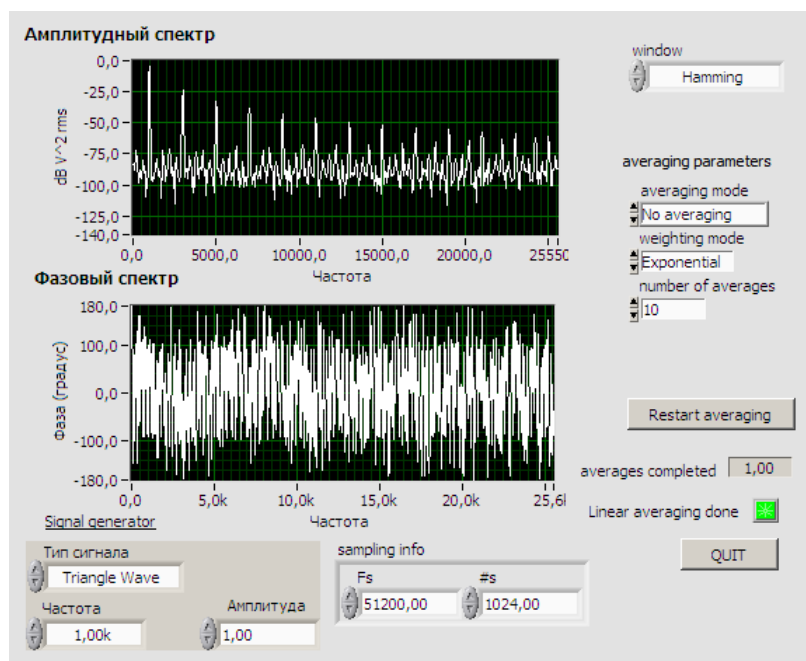 Амплитудный спектр
0,0
-25,0
-50,0
-75,0
-100,0
-125,0
-140,0
dB V^2 rms
0,0 5000,0 10000,0 15000,0 20000,0 25550
Частота
Фазовый спектр
180,0
100,0
0,0
-100,0
-180,0
Фаза (градус)
0,0 5,0k 10,0k 15,0k 20,0k 25,6
Частота
window
Hamming
averaging parameters
averaging mode
No averaging
weighting mode
Exponential
number of averages
10
Restart averaging
averages completed 1,00
Linear averaging done
QUIT
Signal generator
Тип сигнала
Triangle Wave
Частота
1,00k
Амплитуда
1,00
sampling info
Fs
51200,00
#s
1024,00